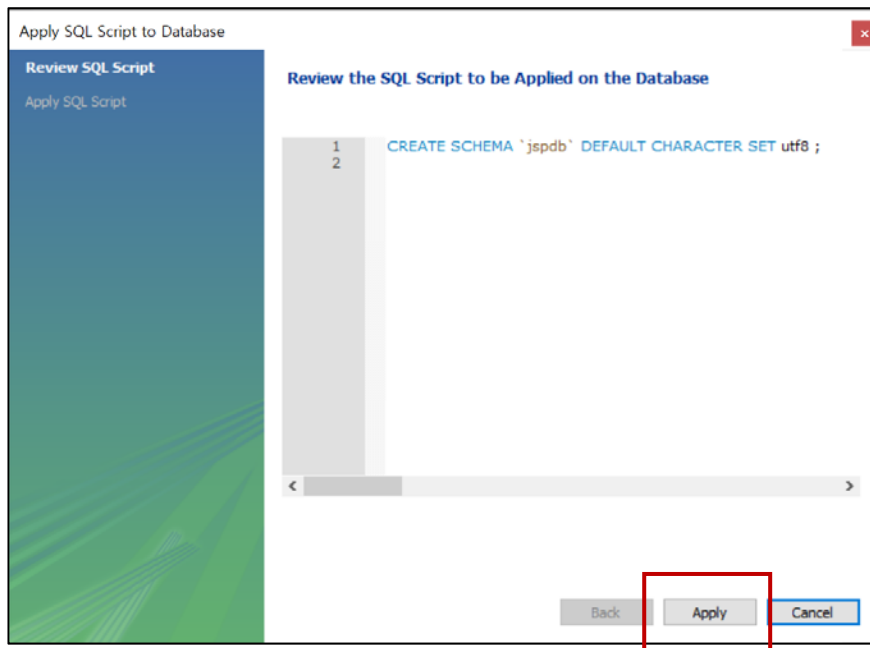 Apply SQL Script to Database
Review SQL Script
Apply SQL Script
Review the SQL Script to be Applied on the Database
1 CREATE SCHEMA `jspdb` DEFAULT CHARACTER SET utf8 ;
2
Back Apply Cancel